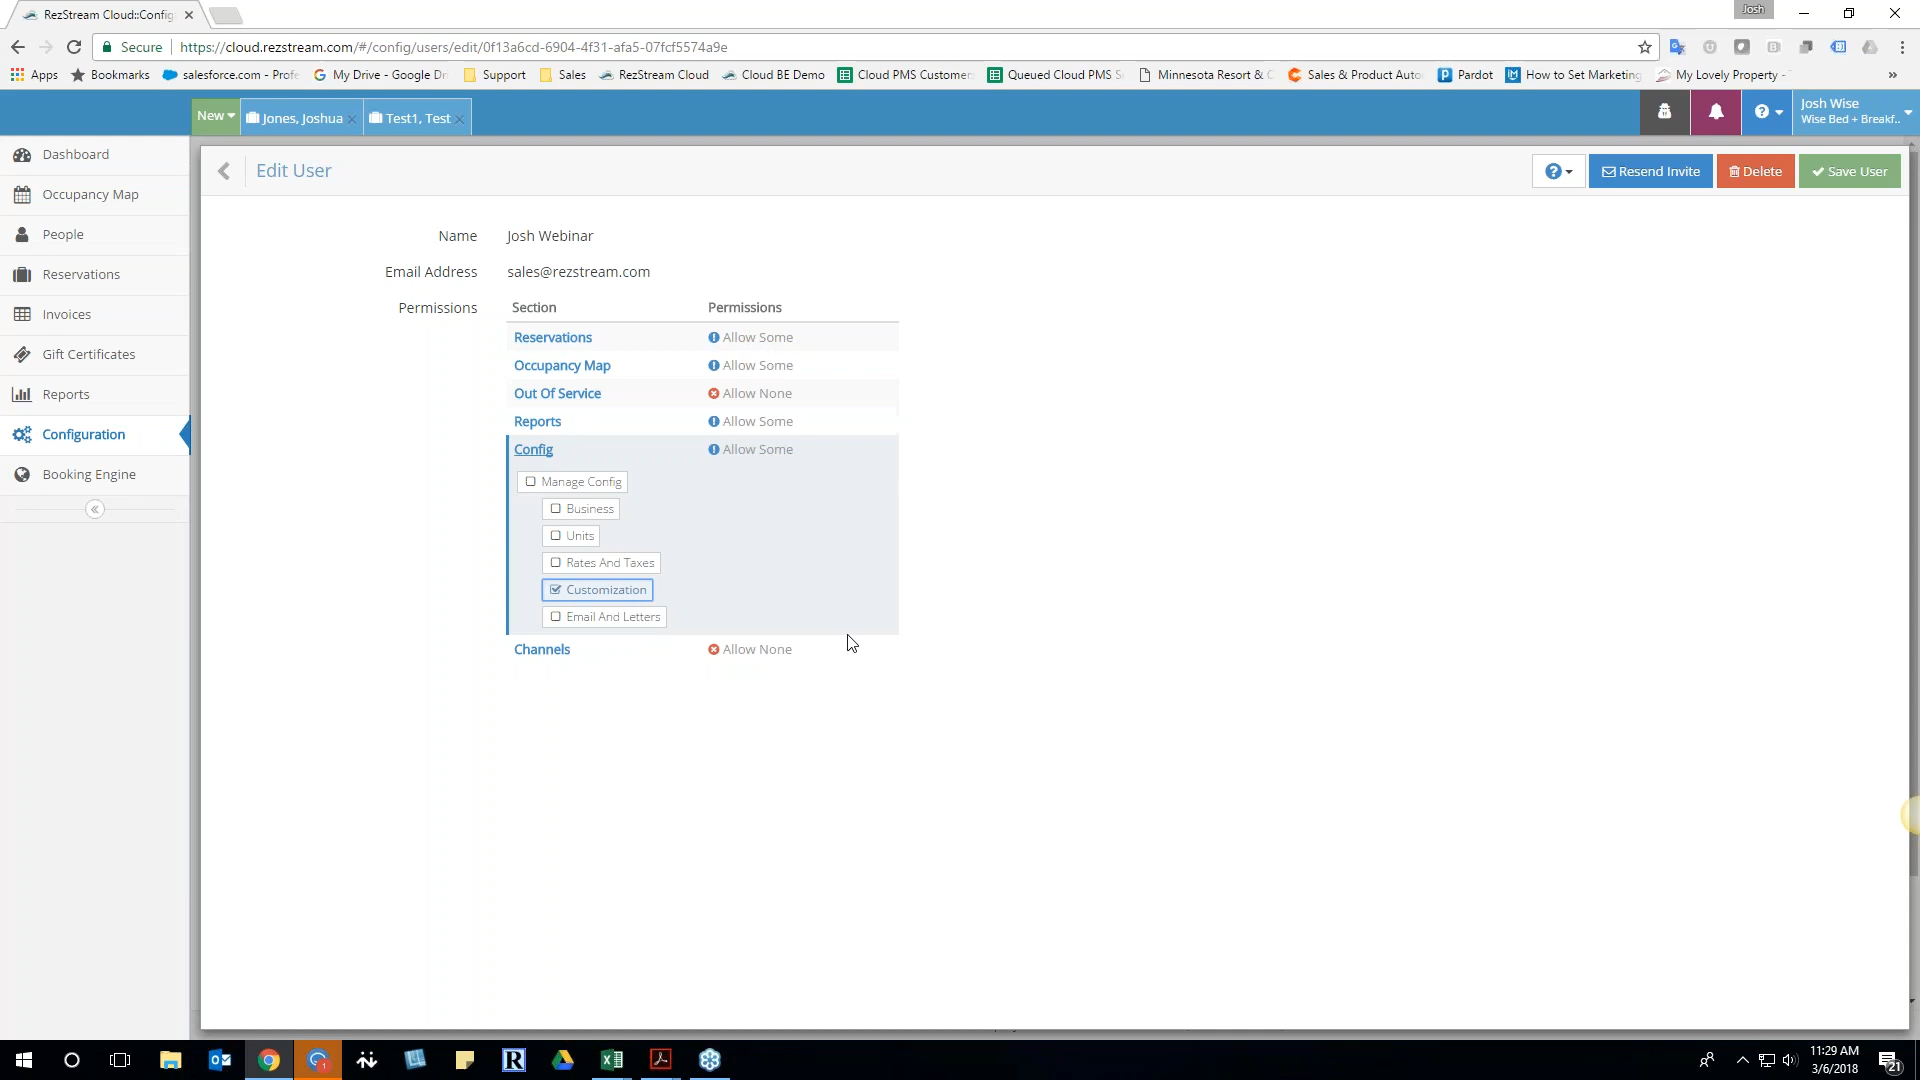 RezStream Cloud::Config
Josh
Secure https://cloud.rezstream.com/#/config/users/edit/0f13a6cd-6904-4f31-afa5-07fcf5574a9e
Apps Bookmarks salesforce.com - Profe My Drive - Google Dr Support Sales RezStream Cloud Cloud BE Demo Cloud PMS Customer Queued Cloud PMS S Minnesota Resort & C Sales & Product Auto Pardot How to Set Marketing My Lovely Property - »
New Jones, Joshua Test1, Test Josh Wise
Wise Bed + Breakf..
Dashboard
Occupancy Map
People
Reservations
Invoices
Gift Certificates
Reports
Configuration
Booking Engine
Edit User
Resend Invite Delete Save User
Name Josh Webinar
Email Address sales@rezstream.com
Permissions Section Permissions
Reservations Allow Some
Occupancy Map Allow Some
Out Of Service Allow None
Reports Allow Some
Config Allow Some
Manage Config
Business
Units
Rates And Taxes
Customization
Email And Letters
Channels Allow None
11:29 AM
3/6/2018
21